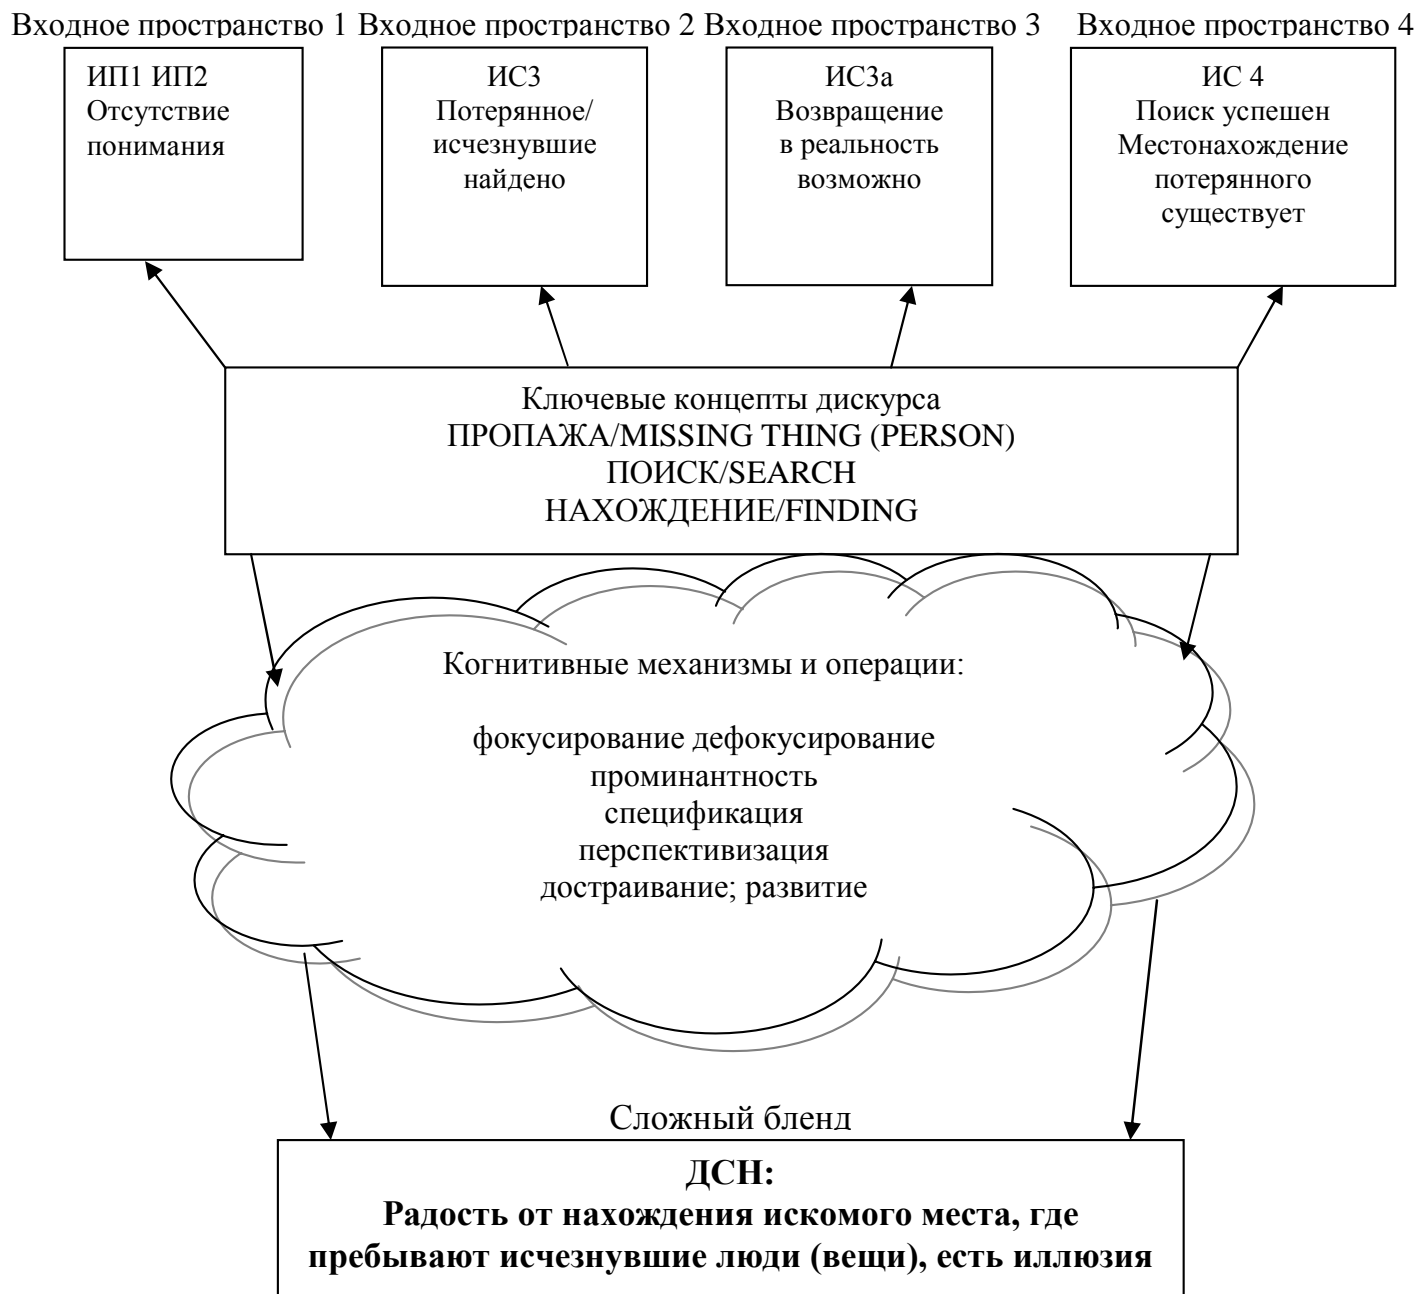 Входное пространство 1 Входное пространство 2 Входное пространство 3 Входное пространство 4
ИП1 ИП2
Отсутствие
понимания
ИС3
Потерянное/
исчезнувшие
найдено
ИС3а
Возвращение
в реальность
возможно
ИС 4
Поиск успешен
Местонахождение
потерянного
существует
Ключевые концепты дискурса
ПРОПАЖА/MISSING THING (PERSON)
ПОИСК/SEARCH
НАХОЖДЕНИЕ/FINDING
Когнитивные механизмы и операции:
фокусирование дефокусирование
проминантность
спецификация
перспективизация
достраивание; развитие
Сложный бленд
ДСН:
Радость от нахождения искомого места, где
пребывают исчезнувшие люди (вещи), есть иллюзия